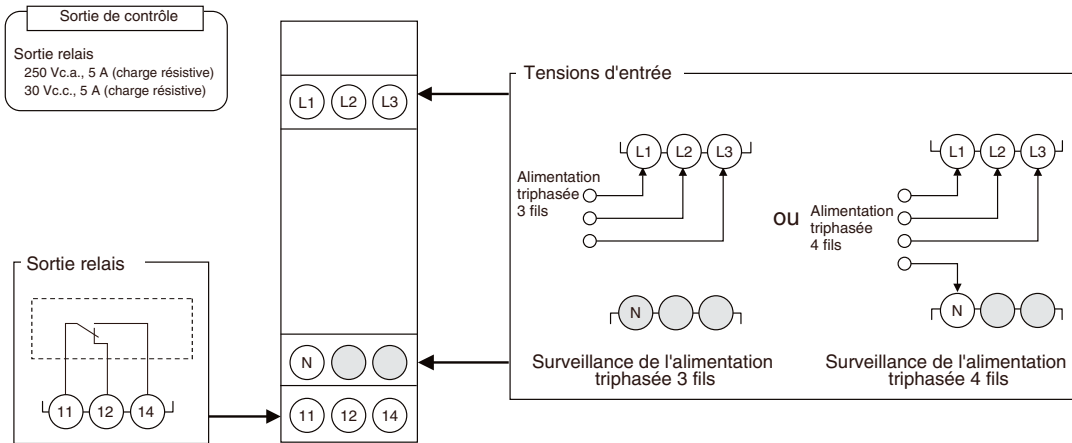 Sortie de contrôle
Sortie relais
250 Vc.a., 5 A (charge résistive)
30 Vc.c., 5 A (charge résistive)
L1 L2 L3
N
11 12 14
Sortie relais
11 12 14
Tensions d'entrée
L1 L2 L3
Alimentation
triphasée
3 fils
N
Surveillance de l'alimentation
triphasée 3 fils
ou
L1 L2 L3
Alimentation
triphasée
4 fils
N
Surveillance de l'alimentation
triphasée 4 fils